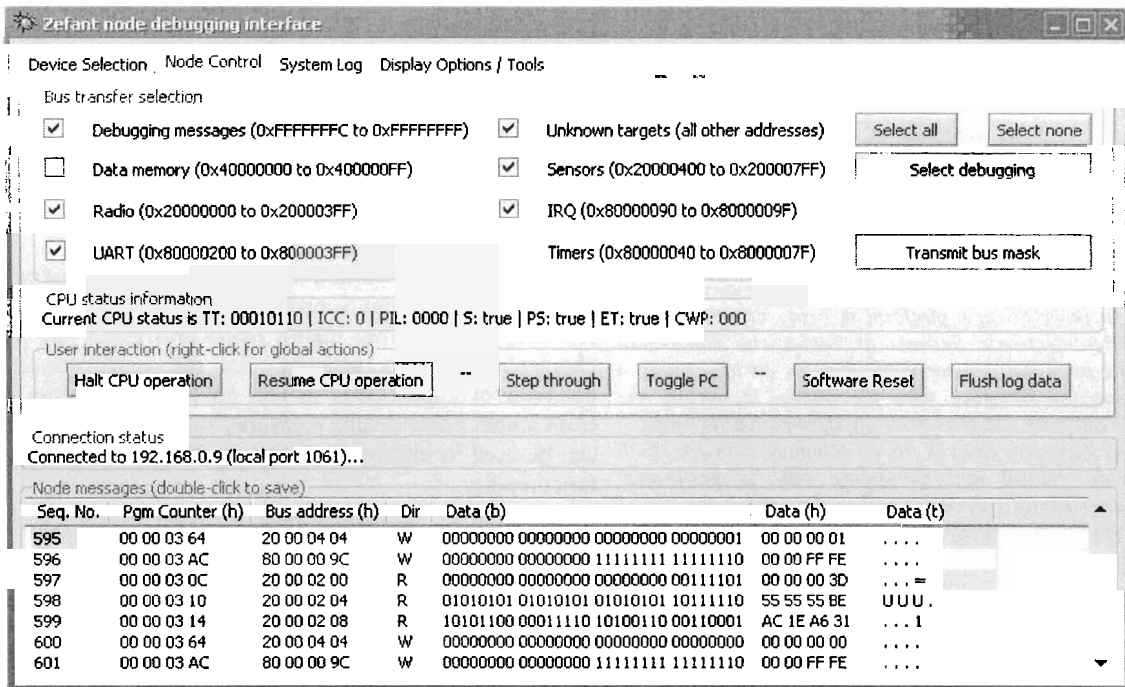 Zefant node debugging interface
Device Selection Node Control System Log Display Options / Tools
Bus transfer selection
Debugging messages (0xFFFFFFFC to 0xFFFFFFFF) Unknown targets (all other addresses) Select all Select none
Data memory (0x40000000 to 0x400000FF) Sensors (0x20000400 to 0x200007FF) Select debugging
Radio (0x20000000 to 0x200003FF) IRQ (0x80000090 to 0x8000009F)
UART (0x80000200 to 0x800003FF) Timers (0x80000040 to 0x8000007F) Transmit bus mask
CPU status information
Current CPU status is TT: 00010110 | ICC: 0 | PIL: 0000 | S: true | PS: true | ET: true | CWP: 000
User interaction (right-click for global actions)
Halt CPU operation Resume CPU operation -- Step through Toggle PC -- Software Reset Flush log data
Connection status
Connected to 192.168.0.9 (local port 1061)...
Node messages (double-click to save)
Seq. No. Pgm Counter (h) Bus address (h) Dir Data (b) Data (h) Data (t)
595 00 00 03 64 20 00 04 04 W 00000000 00000000 00000000 00000001 00 00 00 01 . . . .
596 00 00 03 AC 80 00 00 9C W 00000000 00000000 11111111 11111110 00 00 FF FE . . . .
597 00 00 03 0C 20 00 02 00 R 00000000 00000000 00000000 00111101 00 00 00 3D . . . =
598 00 00 03 10 20 00 02 04 R 01010101 01010101 01010101 10111110 55 55 55 BE U U U .
599 00 00 03 14 20 00 02 08 R 10101100 00011110 10100110 00110001 AC 1E A6 31 . . . 1
600 00 00 03 64 20 00 04 04 W 00000000 00000000 00000000 00000000 00 00 00 00 . . . .
601 00 00 03 AC 80 00 00 9C W 00000000 00000000 11111111 11111110 00 00 FF FE . . . .